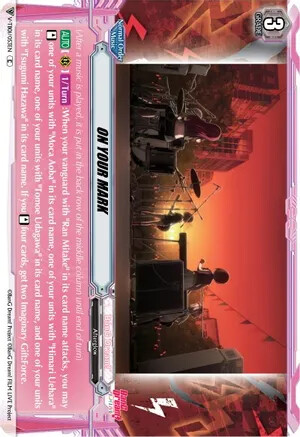 V-TB01/053EN C
Normal Order
Music
GRADE
3
ON YOUR MARK
Afterglow
(After a music is played, it is put in the back row of the middle column until end of turn)
AUTO 1/Turn :When your vanguard with "Ran Mitake" in its card name attacks, you may
one of your units with "Moca Aoba" in its card name, one of your units with "Himari Uehara"
in its card name, one of your units with "Tomoe Udagawa" in its card name, and one of your units
with "Tsugumi Hazawa" in its card name. If you four cards, get two Imaginary Gift:Force.
©BanG Dream! Project ©BanG Dream! FILM LIVE Project